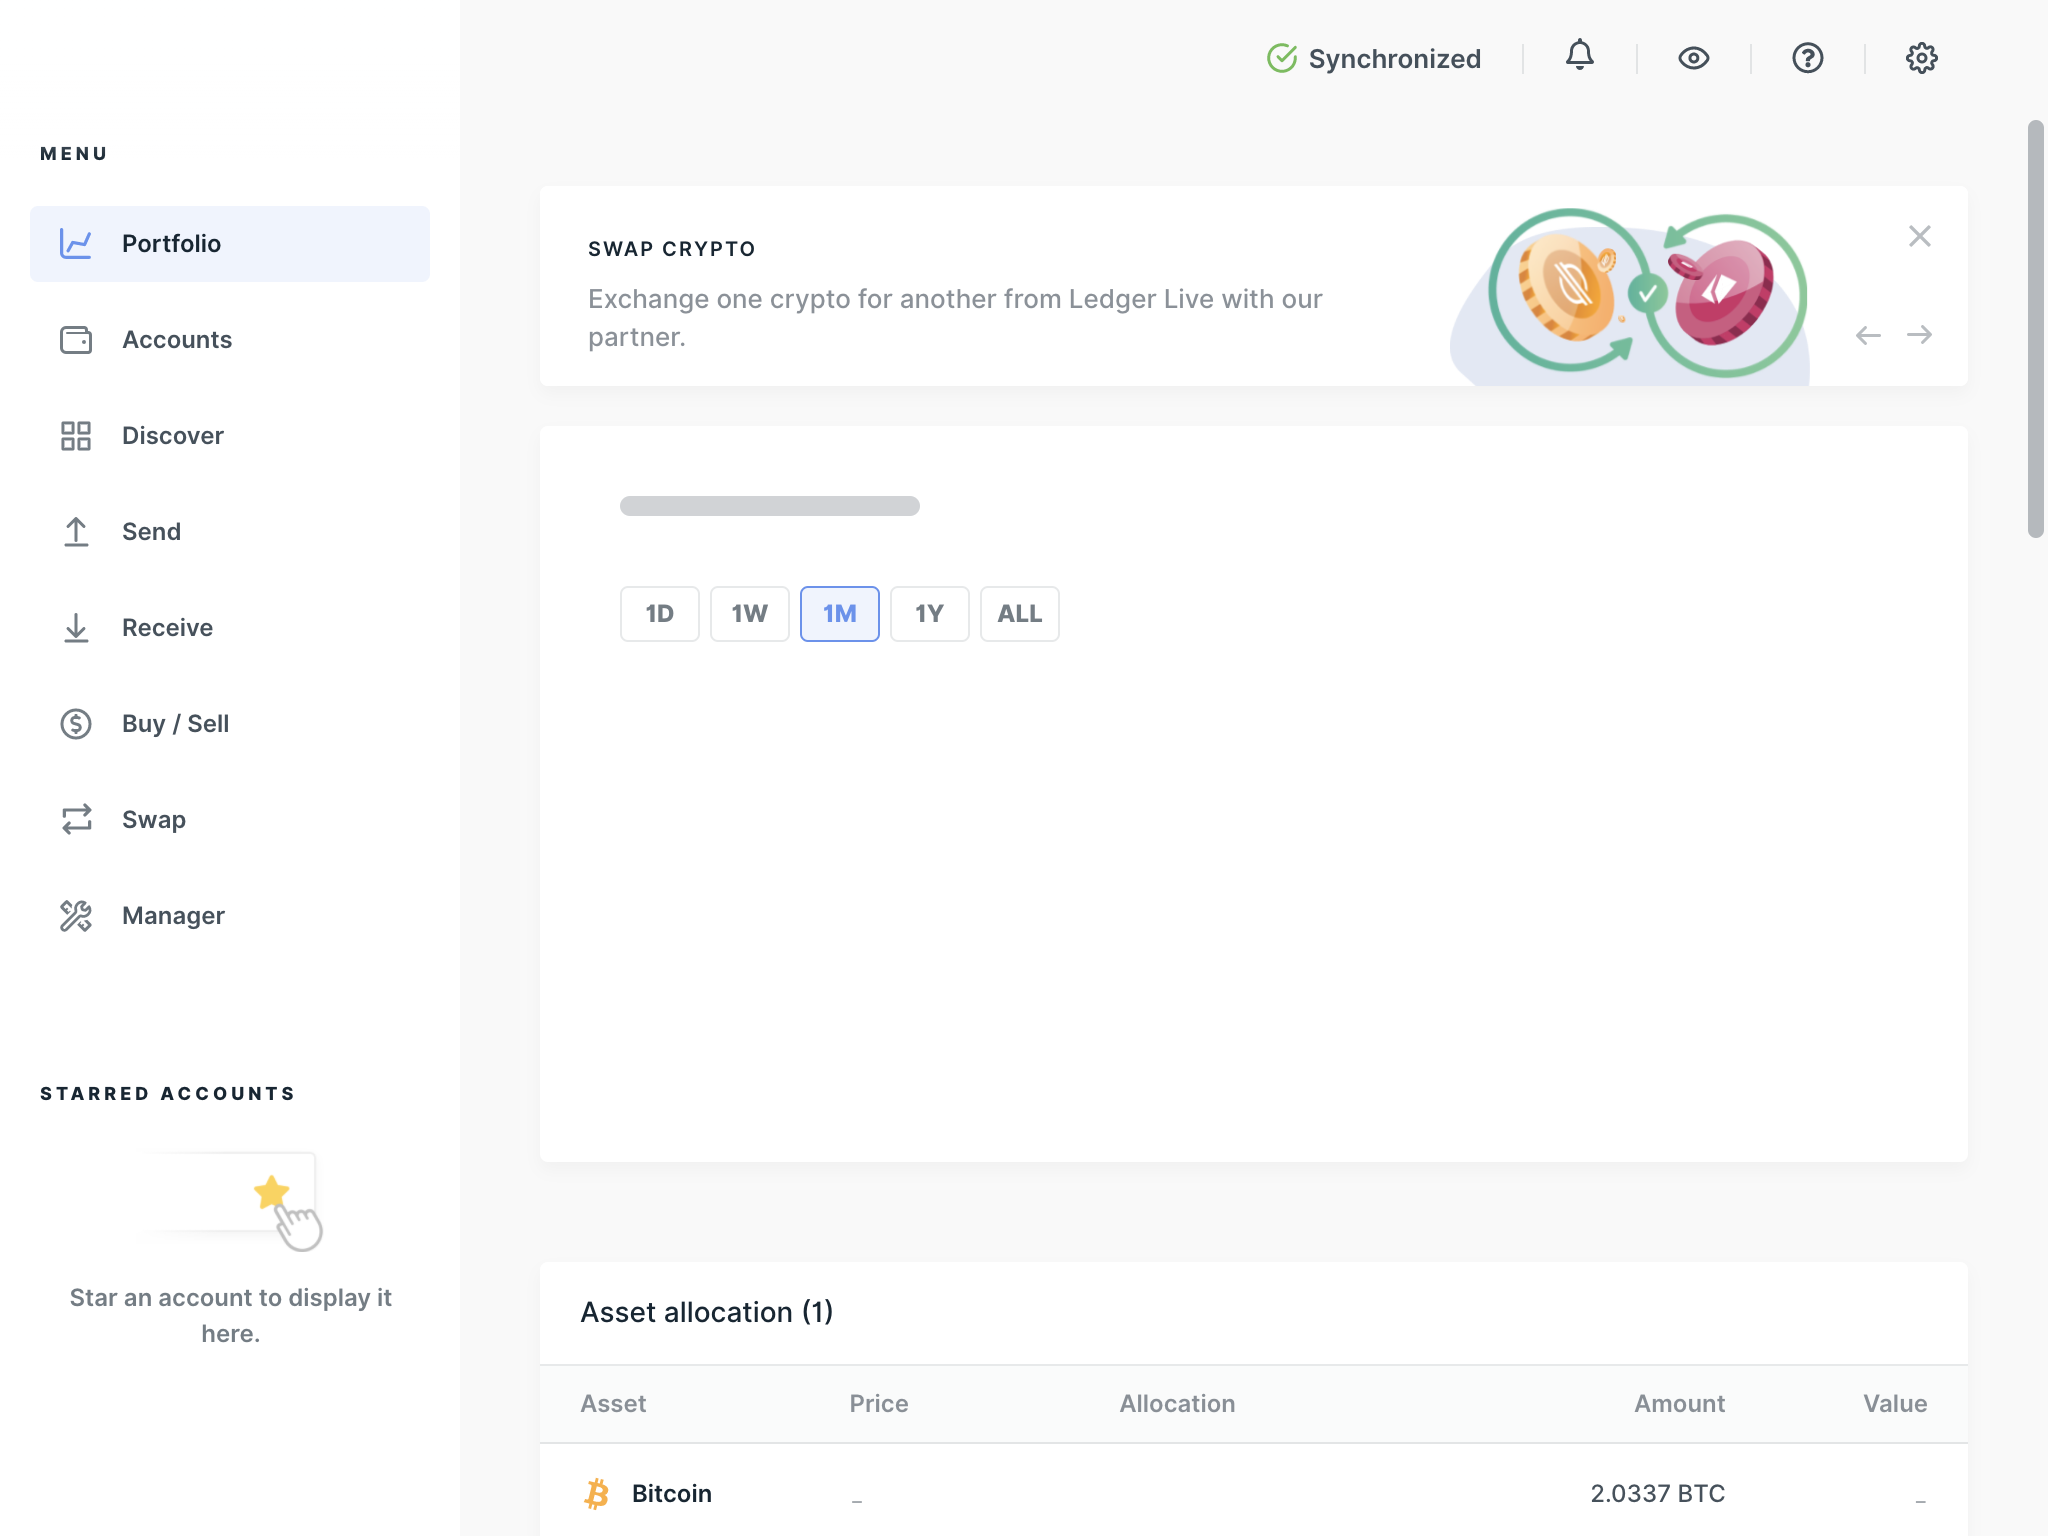 Synchronized
MENU
Portfolio
Accounts
Discover
Send
Receive
Buy / Sell
Swap
Manager
STARRED ACCOUNTS
Star an account to display it
here.
SWAP CRYPTO
Exchange one crypto for another from Ledger Live with our
partner.
1D 1W 1M 1Y ALL
Asset allocation (1)
Asset Price Allocation Amount Value
Bitcoin – 2.0337 BTC –